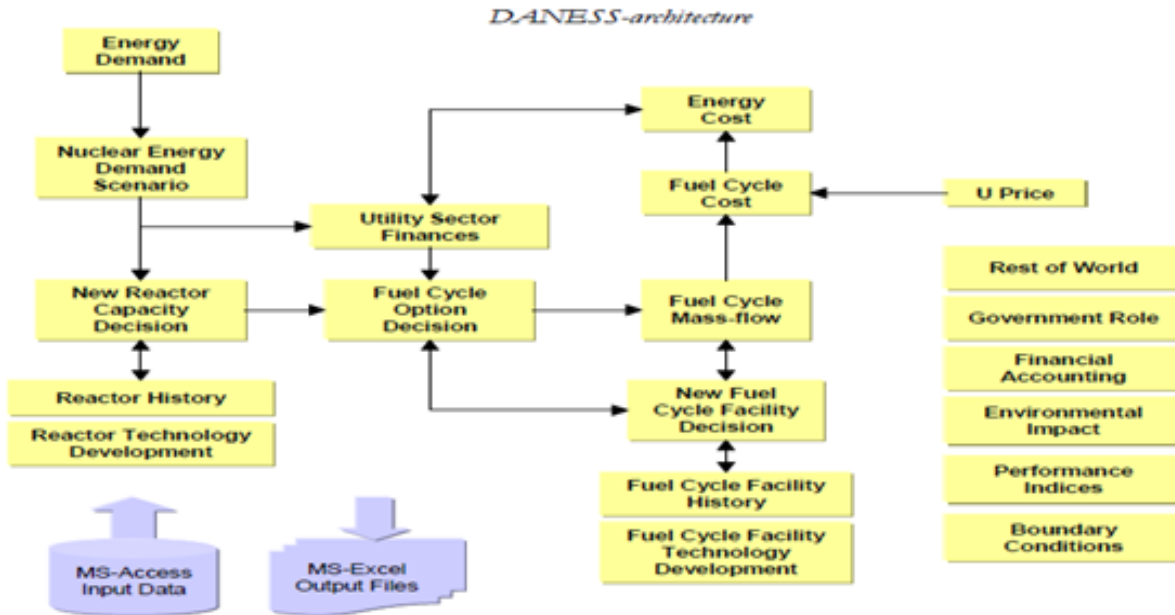 DANESS-architecture
Energy
Demand
Nuclear Energy
Demand
Scenario
New Reactor
Capacity
Decision
Reactor History
Reactor Technology
Development
MS-Access
Input Data
Utility Sector
Finances
Fuel Cycle
Option
Decision
MS-Excel
Output Files
Energy
Cost
Fuel Cycle
Cost
Fuel Cycle
Mass-flow
New Fuel
Cycle Facility
Decision
Fuel Cycle Facility
History
Fuel Cycle Facility
Technology
Development
U Price
Rest of World
Government Role
Financial
Accounting
Environmental
Impact
Performance
Indices
Boundary
Conditions